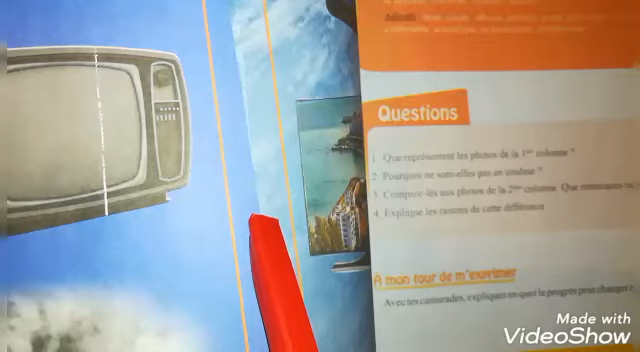 Questions
1 Que représentent les photos de la 1ère colonne ?
2 Pourquoi ne sont-elles pas en couleur ?
3 Compare-les aux photos de la 2ème colonne. Que remarques-tu
4 Explique les raisons de cette différence
A mon tour de m'exprimer
Avec tes camarades, expliquez en quoi le progrès peut changer
Made with
VideoShow